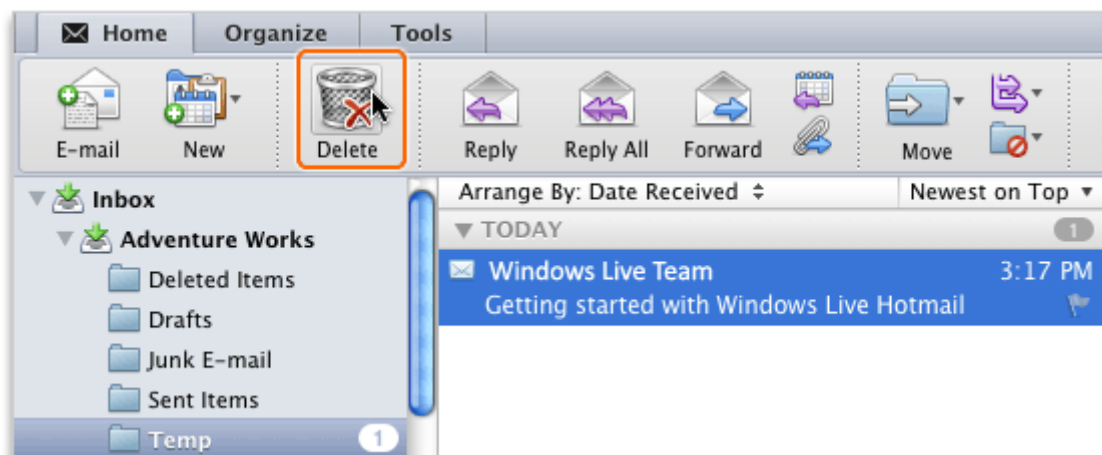 Home Organize Tools
E-mail New Delete Reply Reply All Forward Move
Inbox
Adventure Works
Deleted Items
Drafts
Junk E-mail
Sent Items
Temp 1
Arrange By: Date Received Newest on Top
TODAY 1
Windows Live Team 3:17 PM
Getting started with Windows Live Hotmail